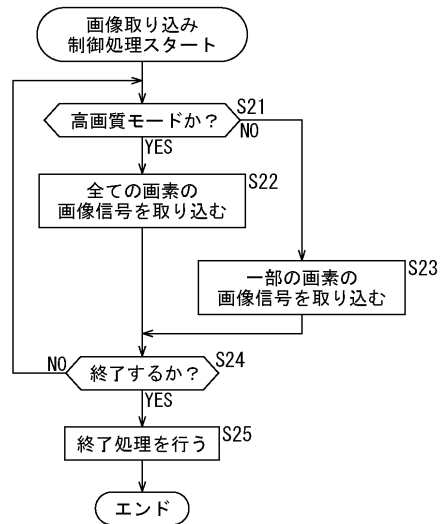 画像取り込み
制御処理スタート
高画質モードか？
S21
NO
YES
全ての画素の
画像信号を取り込む
S22
一部の画素の
画像信号を取り込む
S23
終了するか？
S24
NO
YES
終了処理を行う
S25
エンド